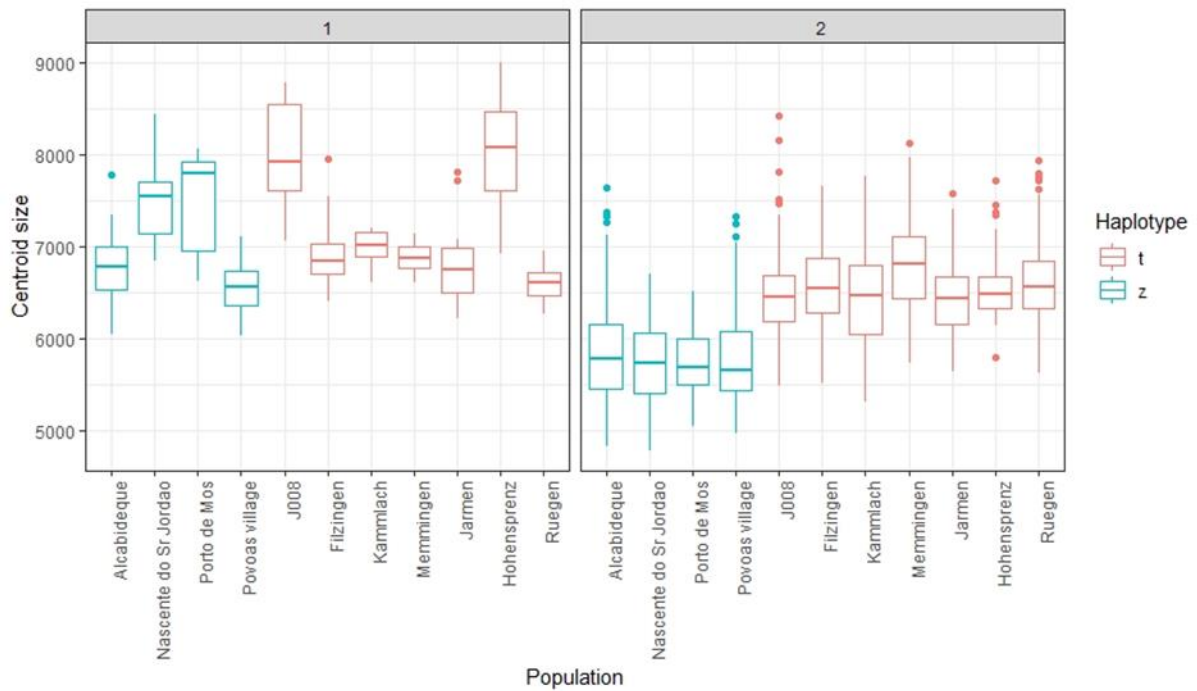 1
2
9000
8000
7000
6000
5000
Centroid size
Alcabideque
Nascente do Sr Jordao
Porto de Mos
Povoas village
J008
Filzingen
Kammlach
Memmingen
Jarmen
Hohensprenz
Ruegen
Alcabideque
Nascente do Sr Jordao
Porto de Mos
Povoas village
J008
Filzingen
Kammlach
Memmingen
Jarmen
Hohensprenz
Ruegen
Population
Haplotype
t
z